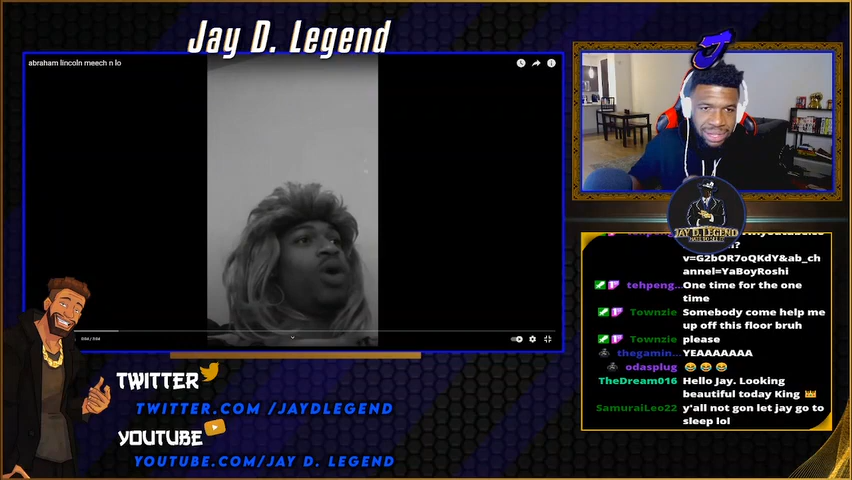 Jay D. Legend
abraham lincoln meech n lo
J
JAY D. LEGEND
v=G2bOR7oQKdY&ab_ch
annel=YaBoyRoshi
tehpeng... One time for the one
time
Townzie Somebody come help me
up off this floor bruh
Townzie please
thegamin... YEAAAAAAA
odasplug 😂 😂 😂
TheDream016 Hello Jay. Looking
beautiful today King 👑
SamuraiLeo22 y'all not gon let jay go to
sleep lol
TWITTER
TWITTER.COM /JAYDLEGEND
YOUTUBE
YOUTUBE.COM/JAY D. LEGEND